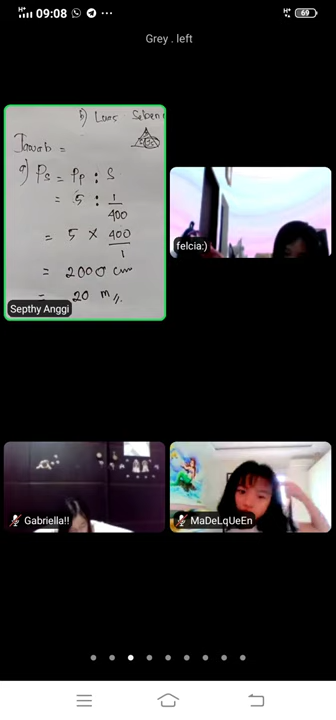 09:08
69
Grey . left
b) Luas Seben
Jawab =
a) Ps = Pp : S
= 5 : 1/400
= 5 × 400/1
= 2000 cm
= 20 m //
Septhy Anggi
felcia:)
Gabriella!!
MaDeLqUeEn